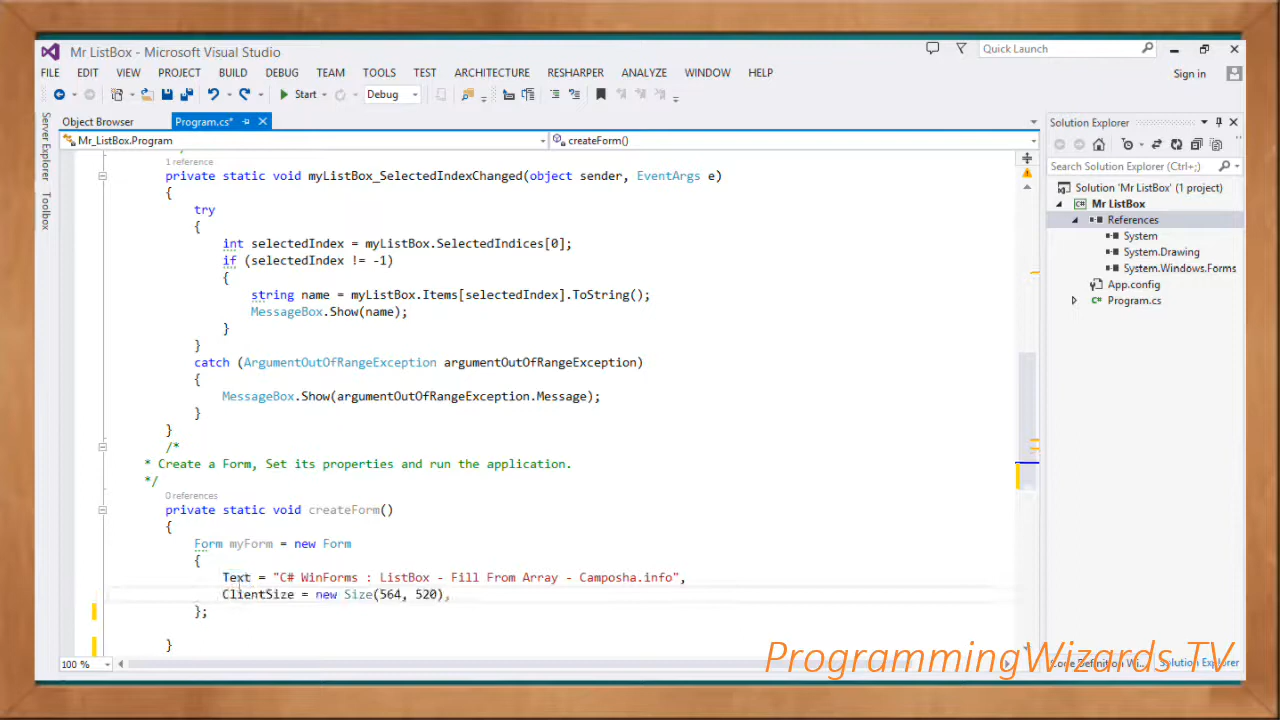 Mr ListBox - Microsoft Visual Studio
Quick Launch
FILE EDIT VIEW PROJECT BUILD DEBUG TEAM TOOLS TEST ARCHITECTURE RESHARPER ANALYZE WINDOW HELP
Sign in
Start Debug
Server Explorer
Toolbox
Object Browser Program.cs*
Mr_ListBox.Program createForm()
1 reference
private static void myListBox_SelectedIndexChanged(object sender, EventArgs e)
{
try
{
int selectedIndex = myListBox.SelectedIndices[0];
if (selectedIndex != -1)
{
string name = myListBox.Items[selectedIndex].ToString();
MessageBox.Show(name);
}
}
catch (ArgumentOutOfRangeException argumentOutOfRangeException)
{
MessageBox.Show(argumentOutOfRangeException.Message);
}
}
/*
* Create a Form, Set its properties and run the application.
*/
0 references
private static void createForm()
{
Form myForm = new Form
{
Text = "C# WinForms : ListBox - Fill From Array - Camposha.info",
ClientSize = new Size(564, 520),
};
}
100 %
Solution Explorer
Search Solution Explorer (Ctrl+;)
Solution 'Mr ListBox' (1 project)
Mr ListBox
References
System
System.Drawing
System.Windows.Forms
App.config
Program.cs
Code Definition Wi... Solution Explorer
ProgrammingWizards TV